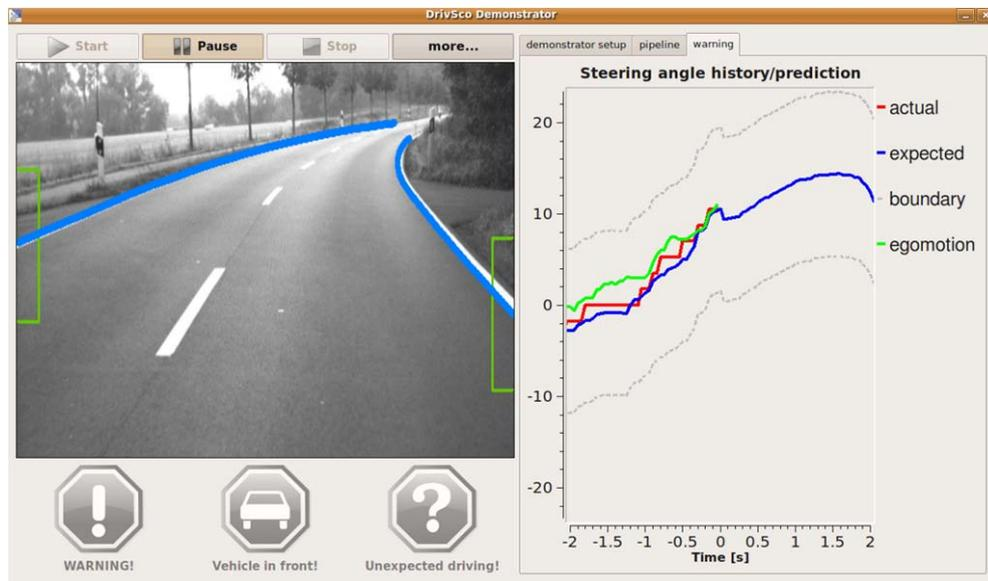 DrivSco Demonstrator
Start
Pause
Stop
more...
demonstrator setup
pipeline
warning
Steering angle history/prediction
20
10
0
-10
-20
-2 -1.5 -1 -0.5 0 0.5 1 1.5 2
Time [s]
actual
expected
boundary
egomotion
WARNING!
Vehicle in front!
Unexpected driving!